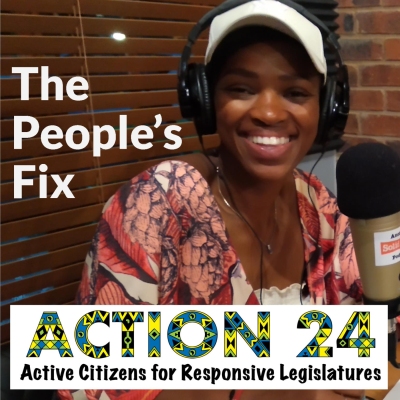 The
People's
Fix
ACTION 24
Active Citizens for Responsive Legislatures